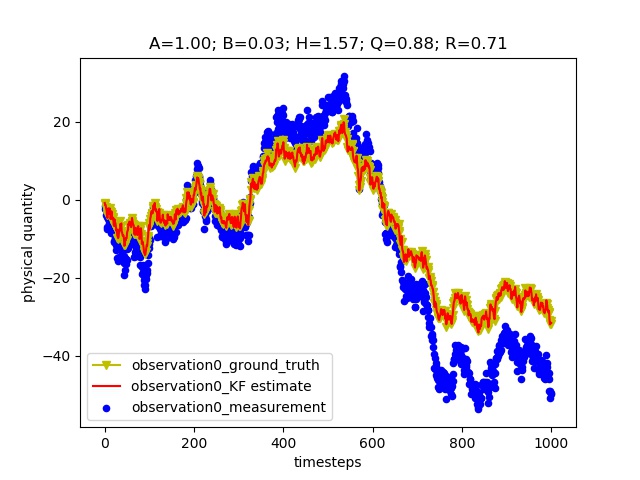 A=1.00; B=0.03; H=1.57; Q=0.88; R=0.71
physical quantity
20
0
−20
−40
observation0_ground_truth
observation0_KF estimate
observation0_measurement
0 200 400 600 800 1000
timesteps